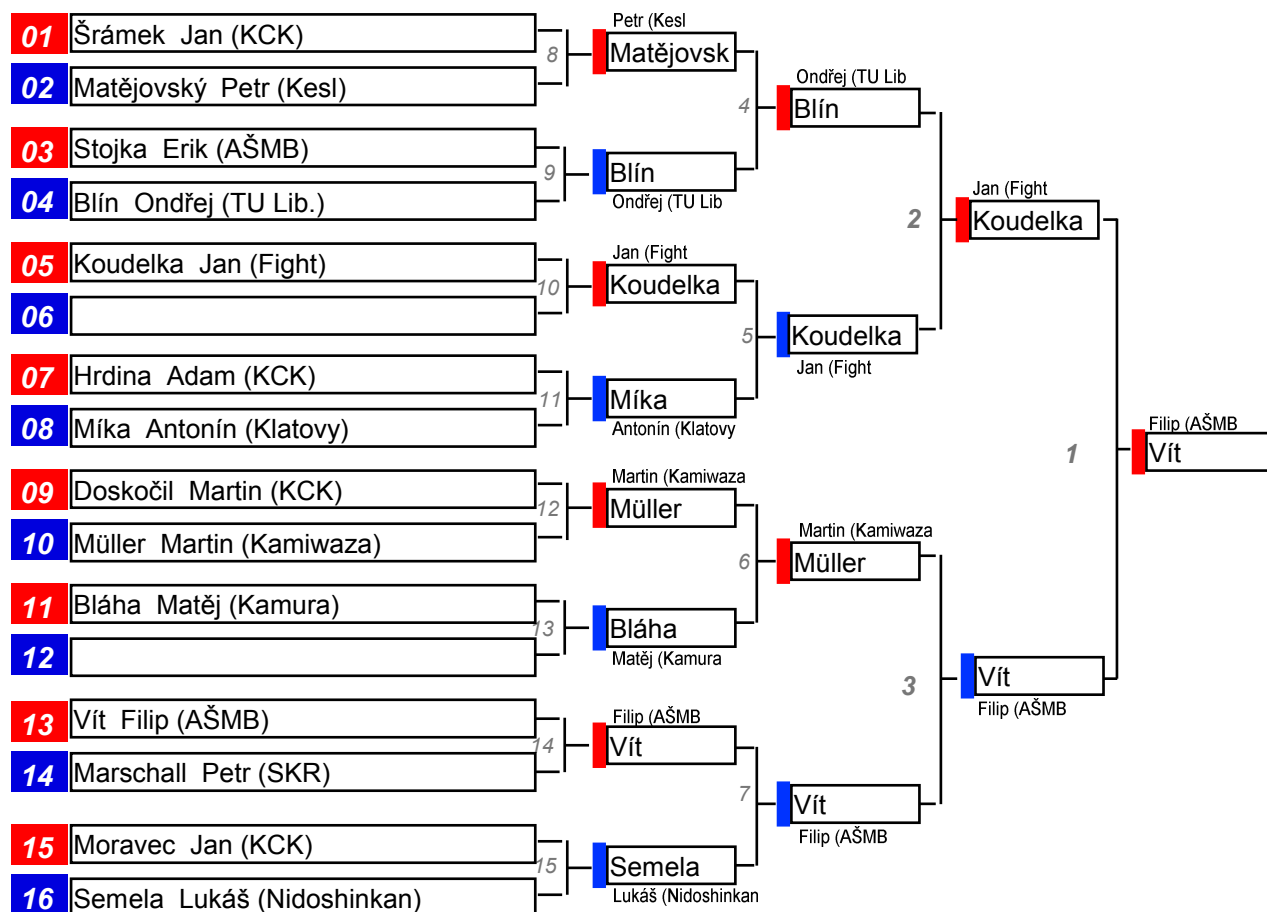 01 Šrámek Jan (KCK)
02 Matějovský Petr (Kesl)
03 Stojka Erik (AŠMB)
04 Blín Ondřej (TU Lib.)
05 Koudelka Jan (Fight)
06
07 Hrdina Adam (KCK)
08 Míka Antonín (Klatovy)
09 Doskočil Martin (KCK)
10 Müller Martin (Kamiwaza)
11 Bláha Matěj (Kamura)
12
13 Vít Filip (AŠMB)
14 Marschall Petr (SKR)
15 Moravec Jan (KCK)
16 Semela Lukáš (Nidoshinkan)
8
9
10
11
12
13
14
15
Petr (Kesl
Matějovsk
Blín
Ondřej (TU Lib
Jan (Fight
Koudelka
Míka
Antonín (Klatovy
Martin (Kamiwaza
Müller
Bláha
Matěj (Kamura
Filip (AŠMB
Vít
Semela
Lukáš (Nidoshinkan
4
5
6
7
Ondřej (TU Lib
Blín
Koudelka
Jan (Fight
Martin (Kamiwaza
Müller
Vít
Filip (AŠMB
2
3
Jan (Fight
Koudelka
Vít
Filip (AŠMB
1
Filip (AŠMB
Vít